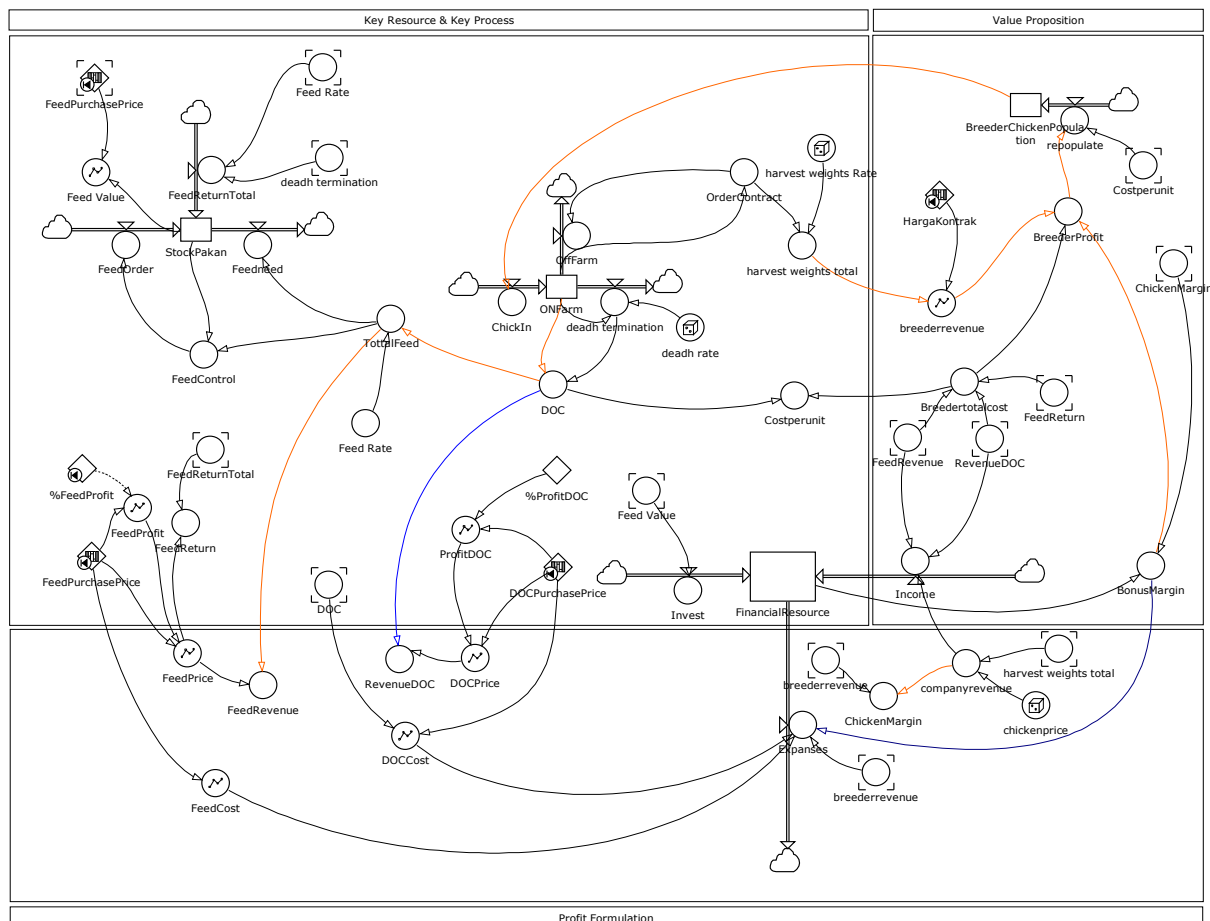 Key Resource & Key Process
Value Proposition
FeedPurchasePrice
Feed Rate
Feed Value
FeedReturnTotal
deadh termination
StockPakan
FeedOrder
Feedneed
TottalFeed
FeedControl
Feed Rate
OffFarm
ONFarm
ChickIn
deadh termination
deadh rate
DOC
OrderContract
harvest weights Rate
harvest weights total
Costperunit
BreederChickenPopula
tion
repopulate
Costperunit
HargaKontrak
BreederProfit
ChickenMargin
breederrevenue
Breedertotalcost
FeedReturn
FeedRevenue
RevenueDOC
%FeedProfit
FeedReturnTotal
FeedProfit
FeedReturn
FeedPurchasePrice
DOC
%ProfitDOC
ProfitDOC
DOCPurchasePrice
Feed Value
Invest
FinancialResource
Income
BonusMargin
FeedPrice
FeedRevenue
RevenueDOC
DOCPrice
DOCCost
FeedCost
breederrevenue
ChickenMargin
companyrevenue
harvest weights total
chickenprice
Expanses
breederrevenue
Profit Formulation